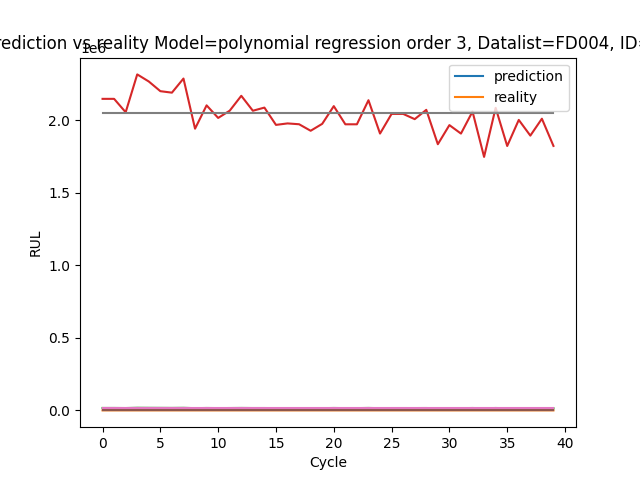 rediction vs reality Model=polynomial regression order 3, Datalist=FD004, ID=
1e6
prediction
reality
2.0
1.5
1.0
0.5
0.0
RUL
0 5 10 15 20 25 30 35 40
Cycle